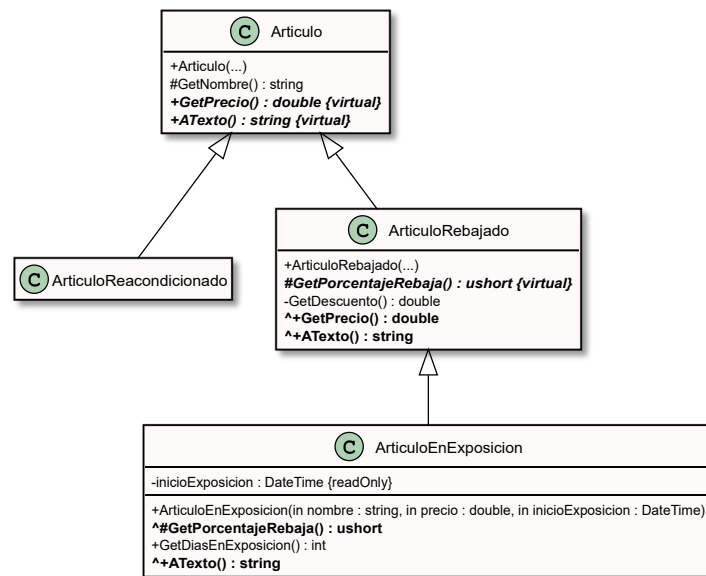 C Articulo
+Articulo(...)
#GetNombre() : string
+GetPrecio() : double {virtual}
+ATexto() : string {virtual}
C ArticuloReacondicionado
C ArticuloRebajado
+ArticuloRebajado(...)
#GetPorcentajeRebaja() : ushort {virtual}
-GetDescuento() : double
^+GetPrecio() : double
^+ATexto() : string
C ArticuloEnExposicion
-inicioExposicion : DateTime {readOnly}
+ArticuloEnExposicion(in nombre : string, in precio : double, in inicioExposicion : DateTime)
^#GetPorcentajeRebaja() : ushort
+GetDiasEnExposicion() : int
^+ATexto() : string